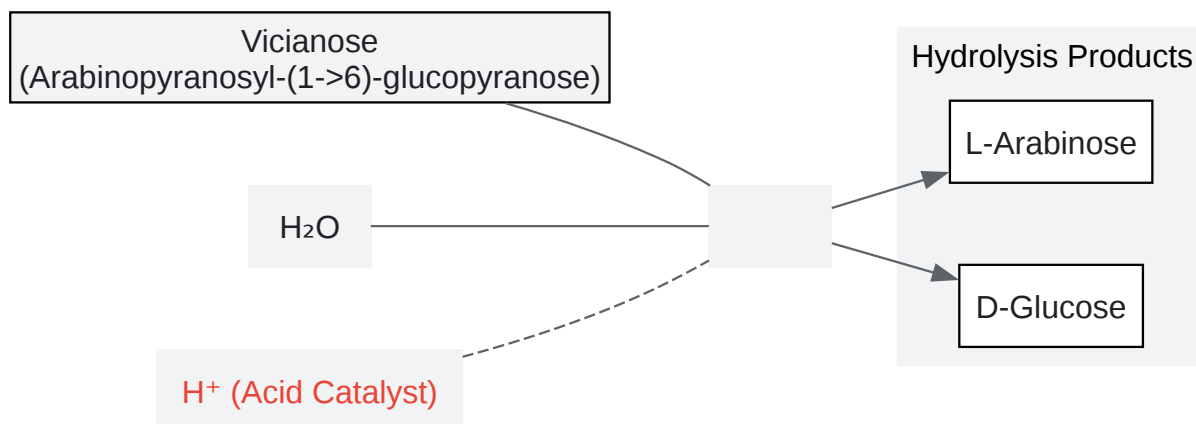 Vicianose
(Arabinopyranosyl-(1->6)-glucopyranose)
Hydrolysis Products
L-Arabinose
H₂O
D-Glucose
H⁺ (Acid Catalyst)